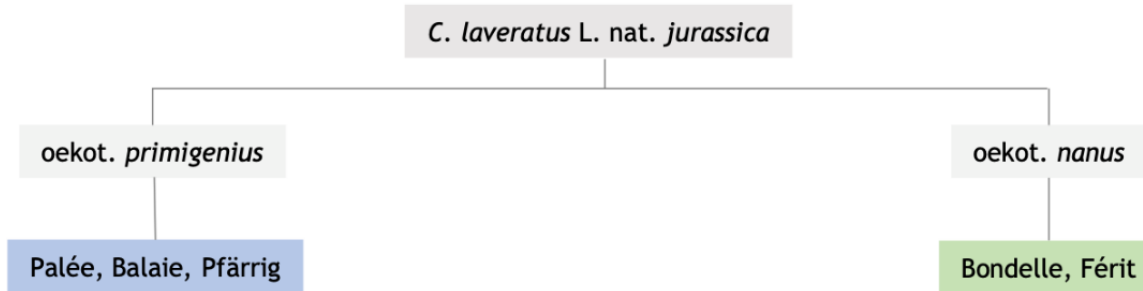 C. laveratus L. nat. jurassica
oekot. primigenius
oekot. nanus
Palée, Balaie, Pfärrig
Bondelle, Férit